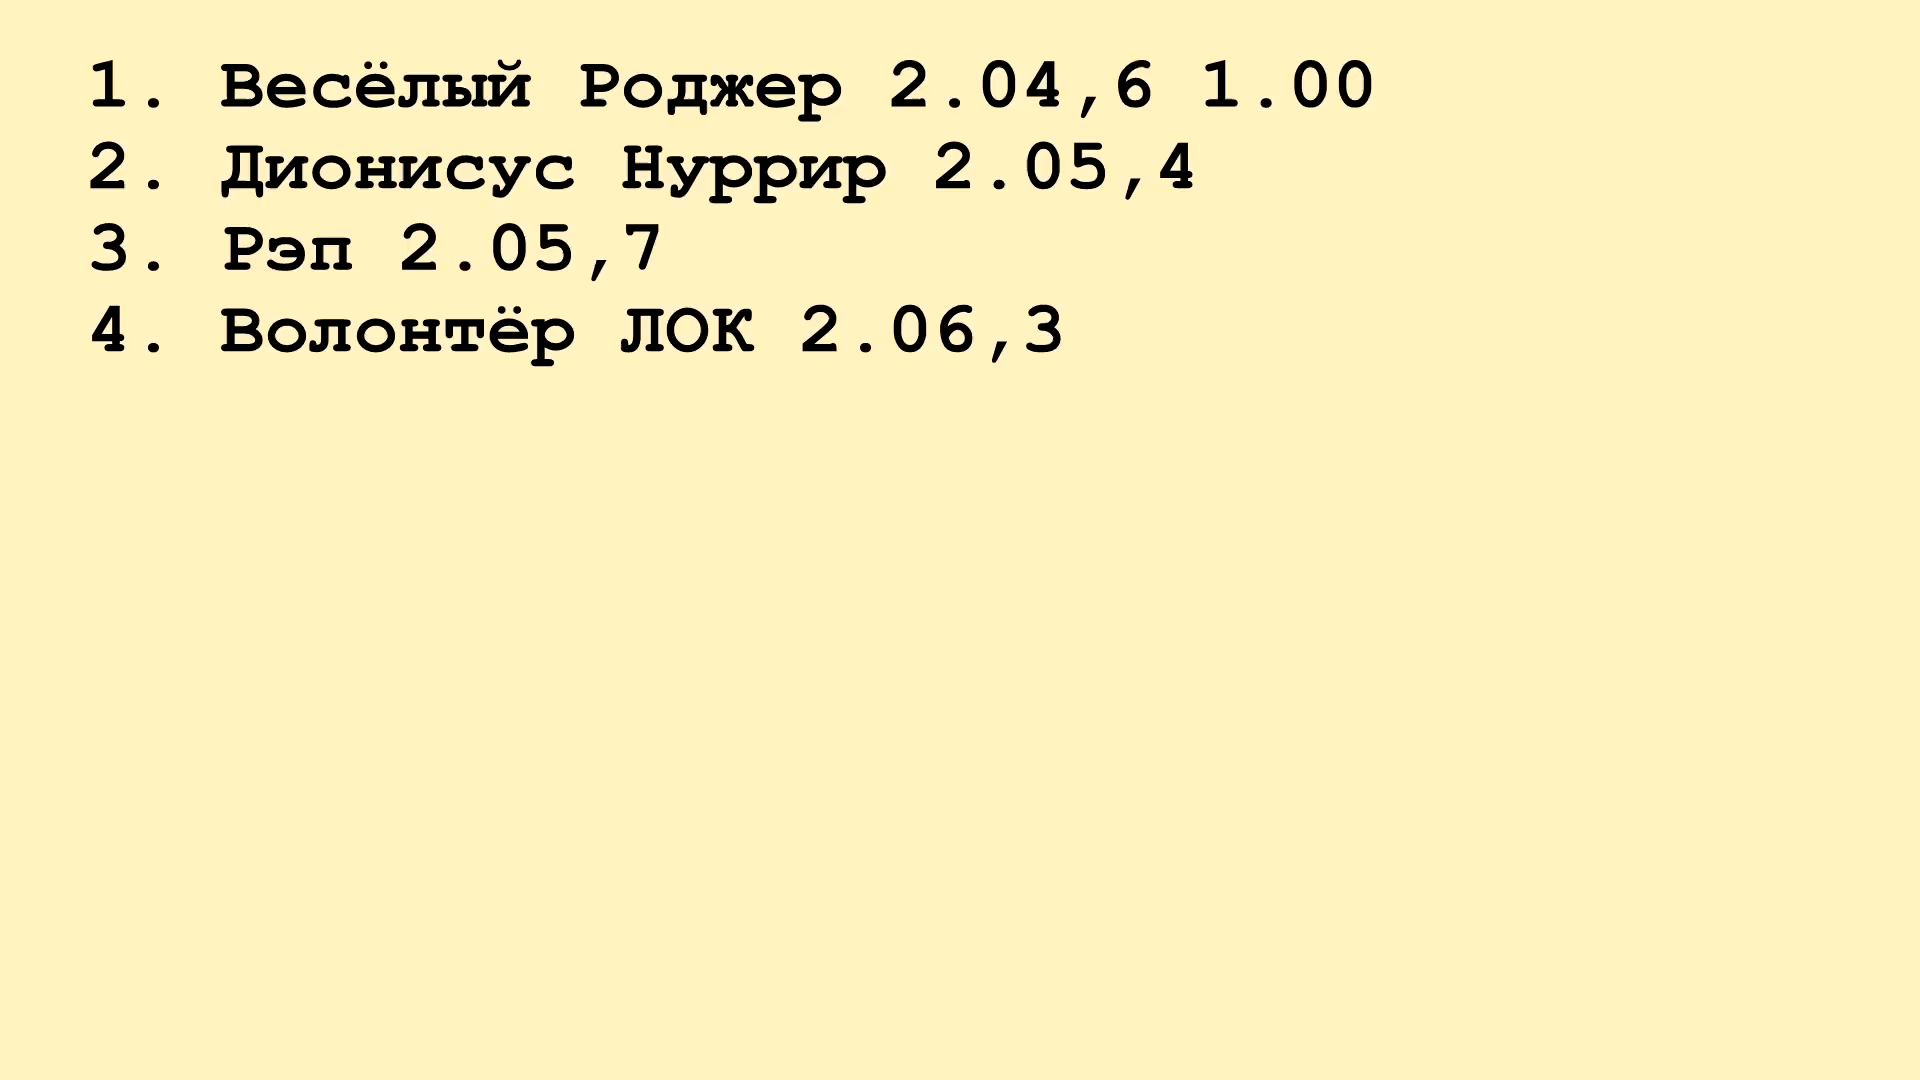 1. Весёлый Роджер 2.04,6 1.00
2. Дионисус Нуррир 2.05,4
3. Рэп 2.05,7
4. Волонтёр ЛОК 2.06,3